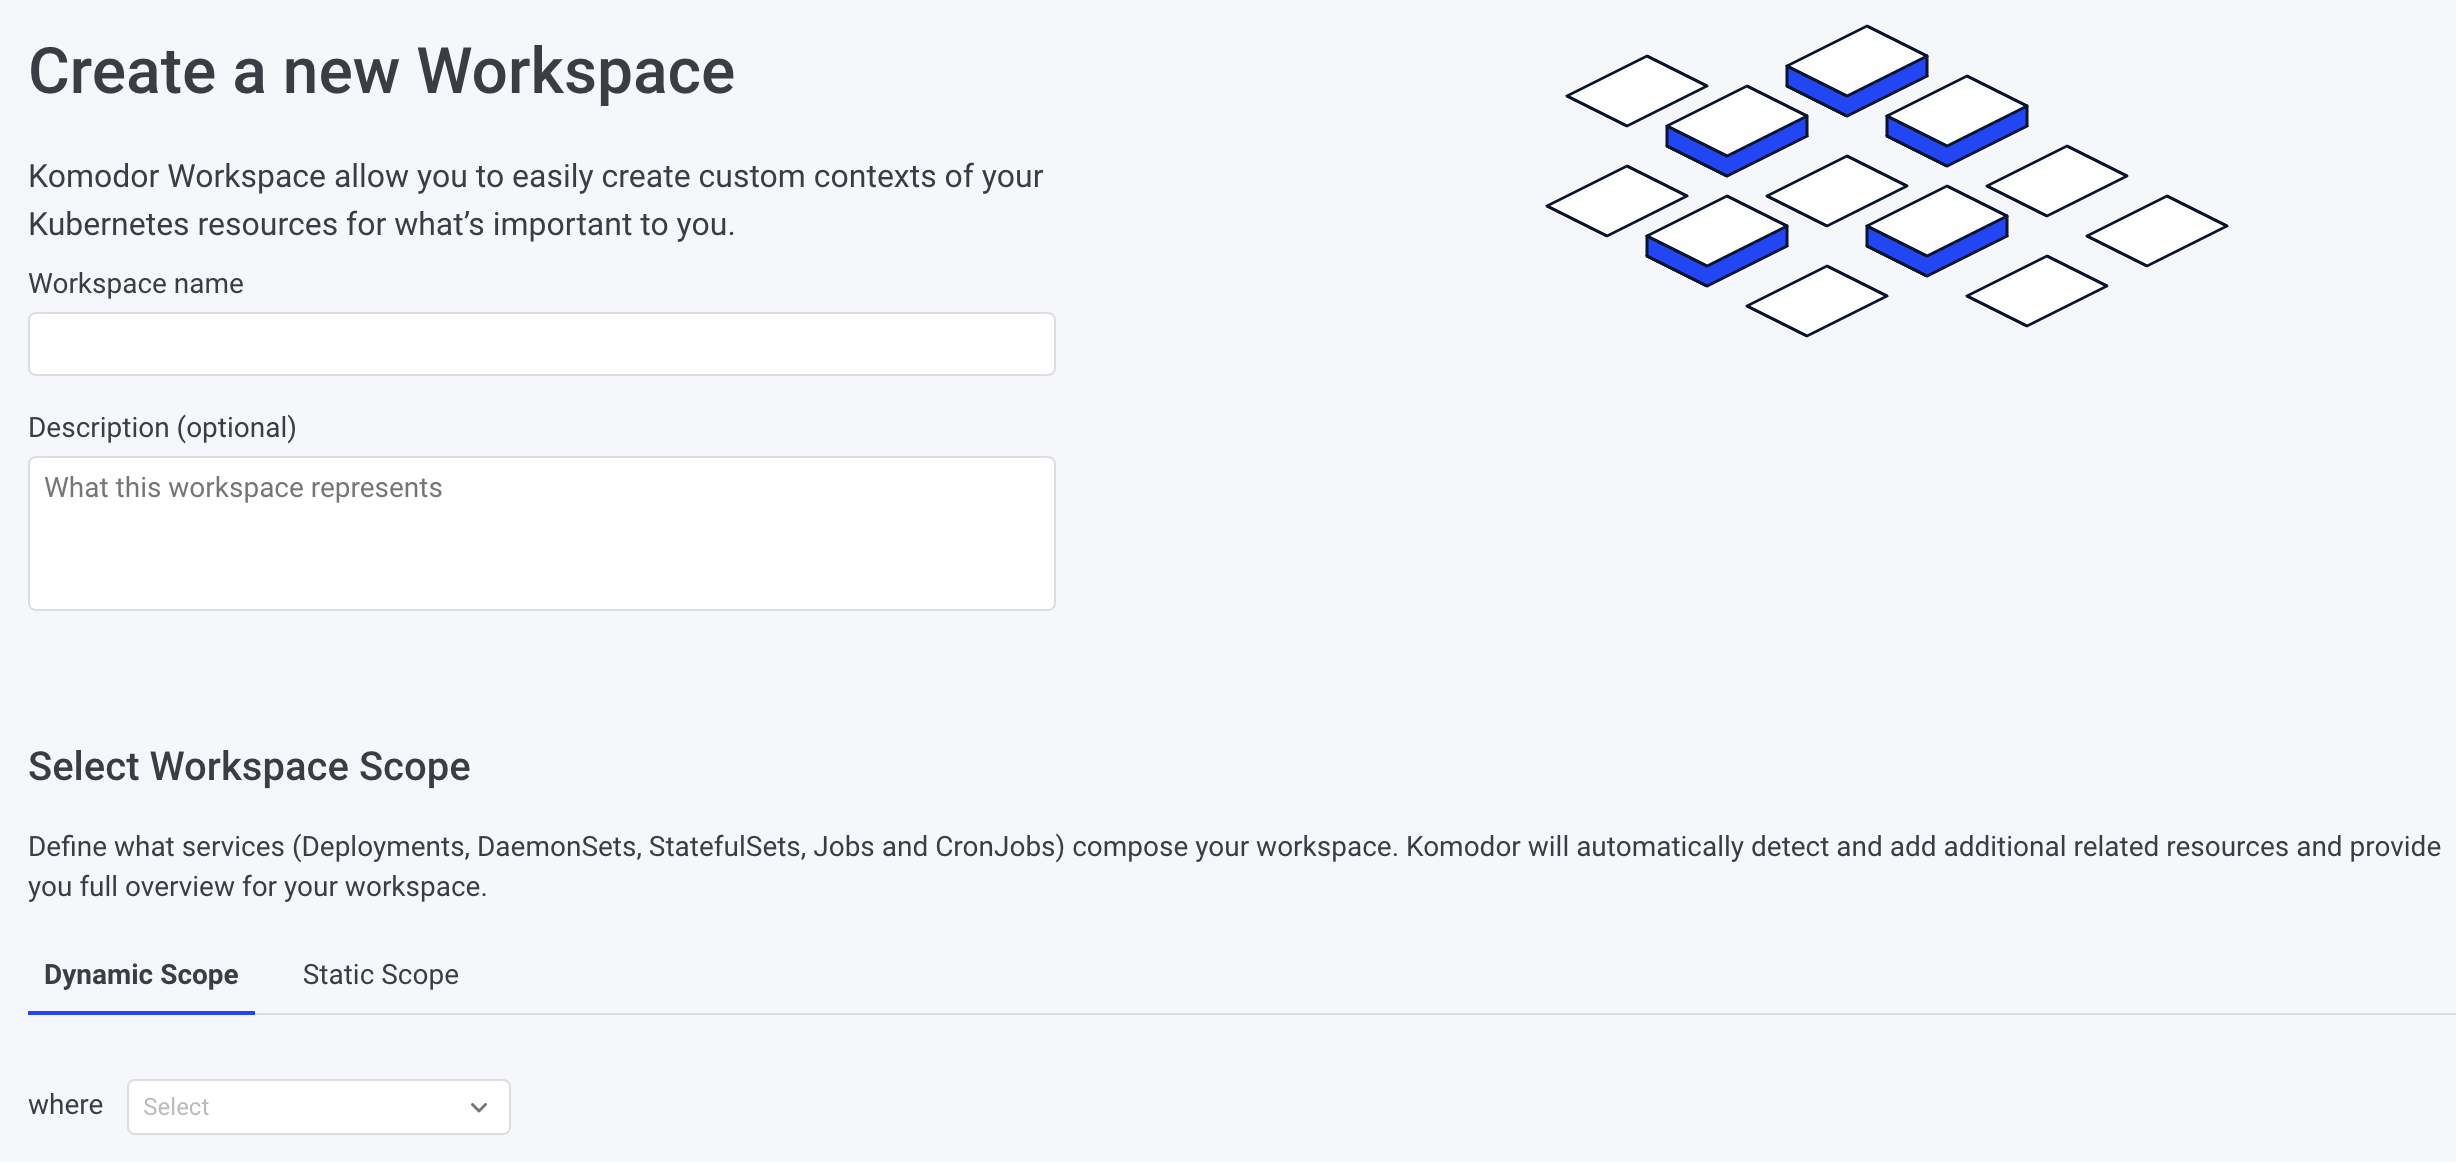 Create a new Workspace
Komodor Workspace allow you to easily create custom contexts of your
Kubernetes resources for what’s important to you.
Workspace name
Description (optional)
What this workspace represents
Select Workspace Scope
Define what services (Deployments, DaemonSets, StatefulSets, Jobs and CronJobs) compose your workspace. Komodor will automatically detect and add additional related resources and provide
you full overview for your workspace.
Dynamic Scope Static Scope
where Select